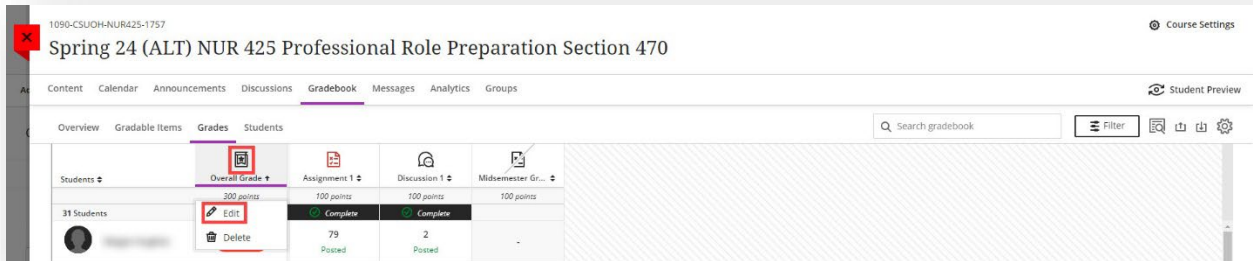 1090-CSUOH-NUR425-1757
Course Settings
Spring 24 (ALT) NUR 425 Professional Role Preparation Section 470
Content Calendar Announcements Discussions Gradebook Messages Analytics Groups
Student Preview
Overview Gradable Items Grades Students
Search gradebook
Filter
Students Overall Grade Assignment 1 Discussion 1 Midsemester Gr...
300 points 100 points 100 points 100 points
31 Students Edit Complete Complete
Delete 79 2 -
Posted Posted